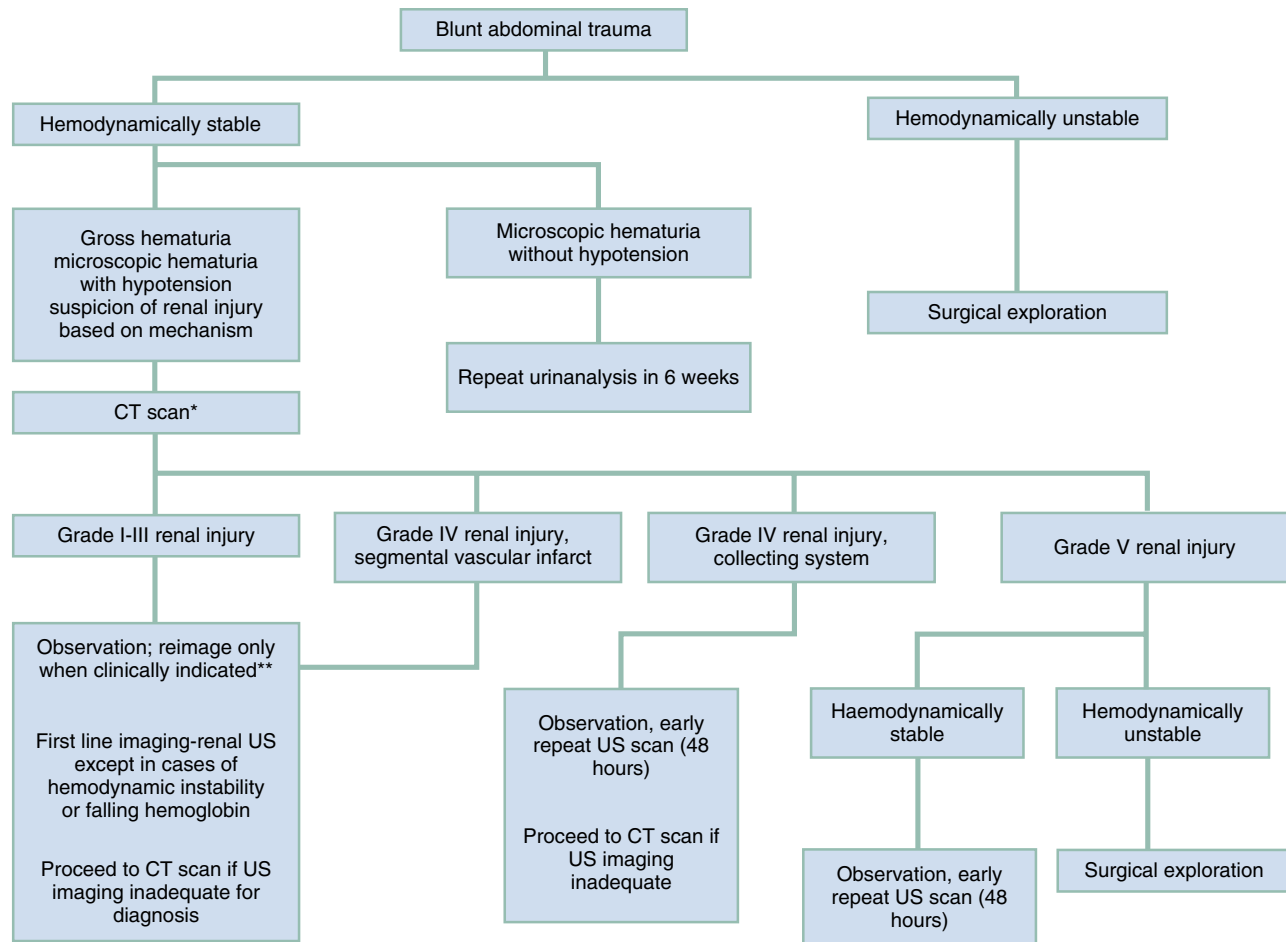 Blunt abdominal trauma
Hemodynamically stable
Hemodynamically unstable
Gross hematuria
microscopic hematuria
with hypotension
suspicion of renal injury
based on mechanism
Microscopic hematuria
without hypotension
Surgical exploration
Repeat urinanalysis in 6 weeks
CT scan*
Grade I-III renal injury
Grade IV renal injury,
segmental vascular infarct
Grade IV renal injury,
collecting system
Grade V renal injury
Observation; reimage only
when clinically indicated**
First line imaging-renal US
except in cases of
hemodynamic instability
or falling hemoglobin
Proceed to CT scan if US
imaging inadequate for
diagnosis
Observation, early
repeat US scan (48
hours)
Proceed to CT scan if
US imaging
inadequate
Haemodynamically
stable
Hemodynamically
unstable
Observation, early
repeat US scan (48
hours)
Surgical exploration